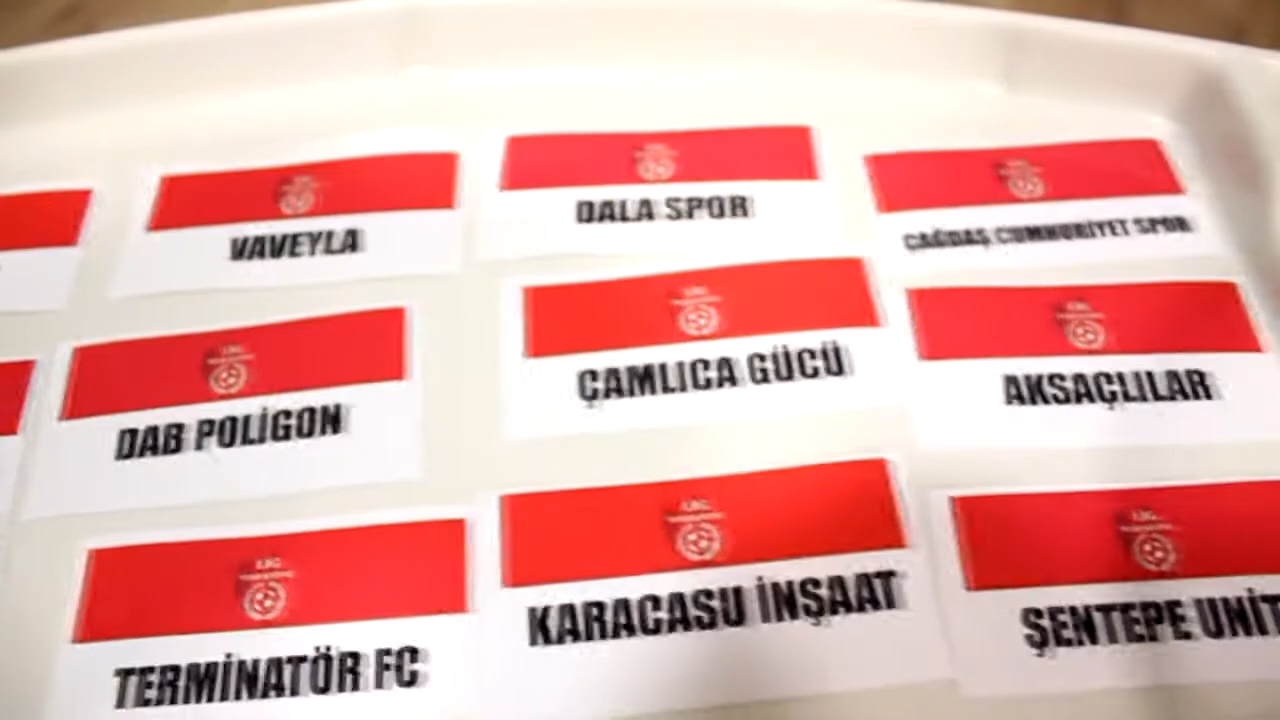 VAVEYLA
DALA SPOR
ÇAĞDAŞ CUMHURİYET SPOR
DAB POLİGON
ÇAMLICA GÜCÜ
AKSAÇLILAR
TERMİNATÖR FC
KARACASU İNŞAAT
ŞENTEPE UNİT